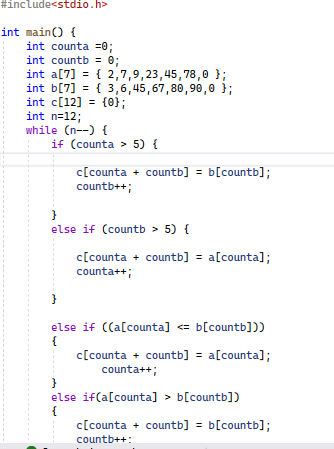 #include<stdio.h>
int main() {
int counta =0;
int countb = 0;
int a[7] = { 2,7,9,23,45,78,0 };
int b[7] = { 3,6,45,67,80,90,0 };
int c[12] = {0};
int n=12;
while (n--) {
if (counta > 5) {
c[counta + countb] = b[countb];
countb++;
}
else if (countb > 5) {
c[counta + countb] = a[counta];
counta++;
}
else if ((a[counta] <= b[countb]))
{
c[counta + countb] = a[counta];
counta++;
}
else if(a[counta] > b[countb])
{
c[counta + countb] = b[countb];
countb++;